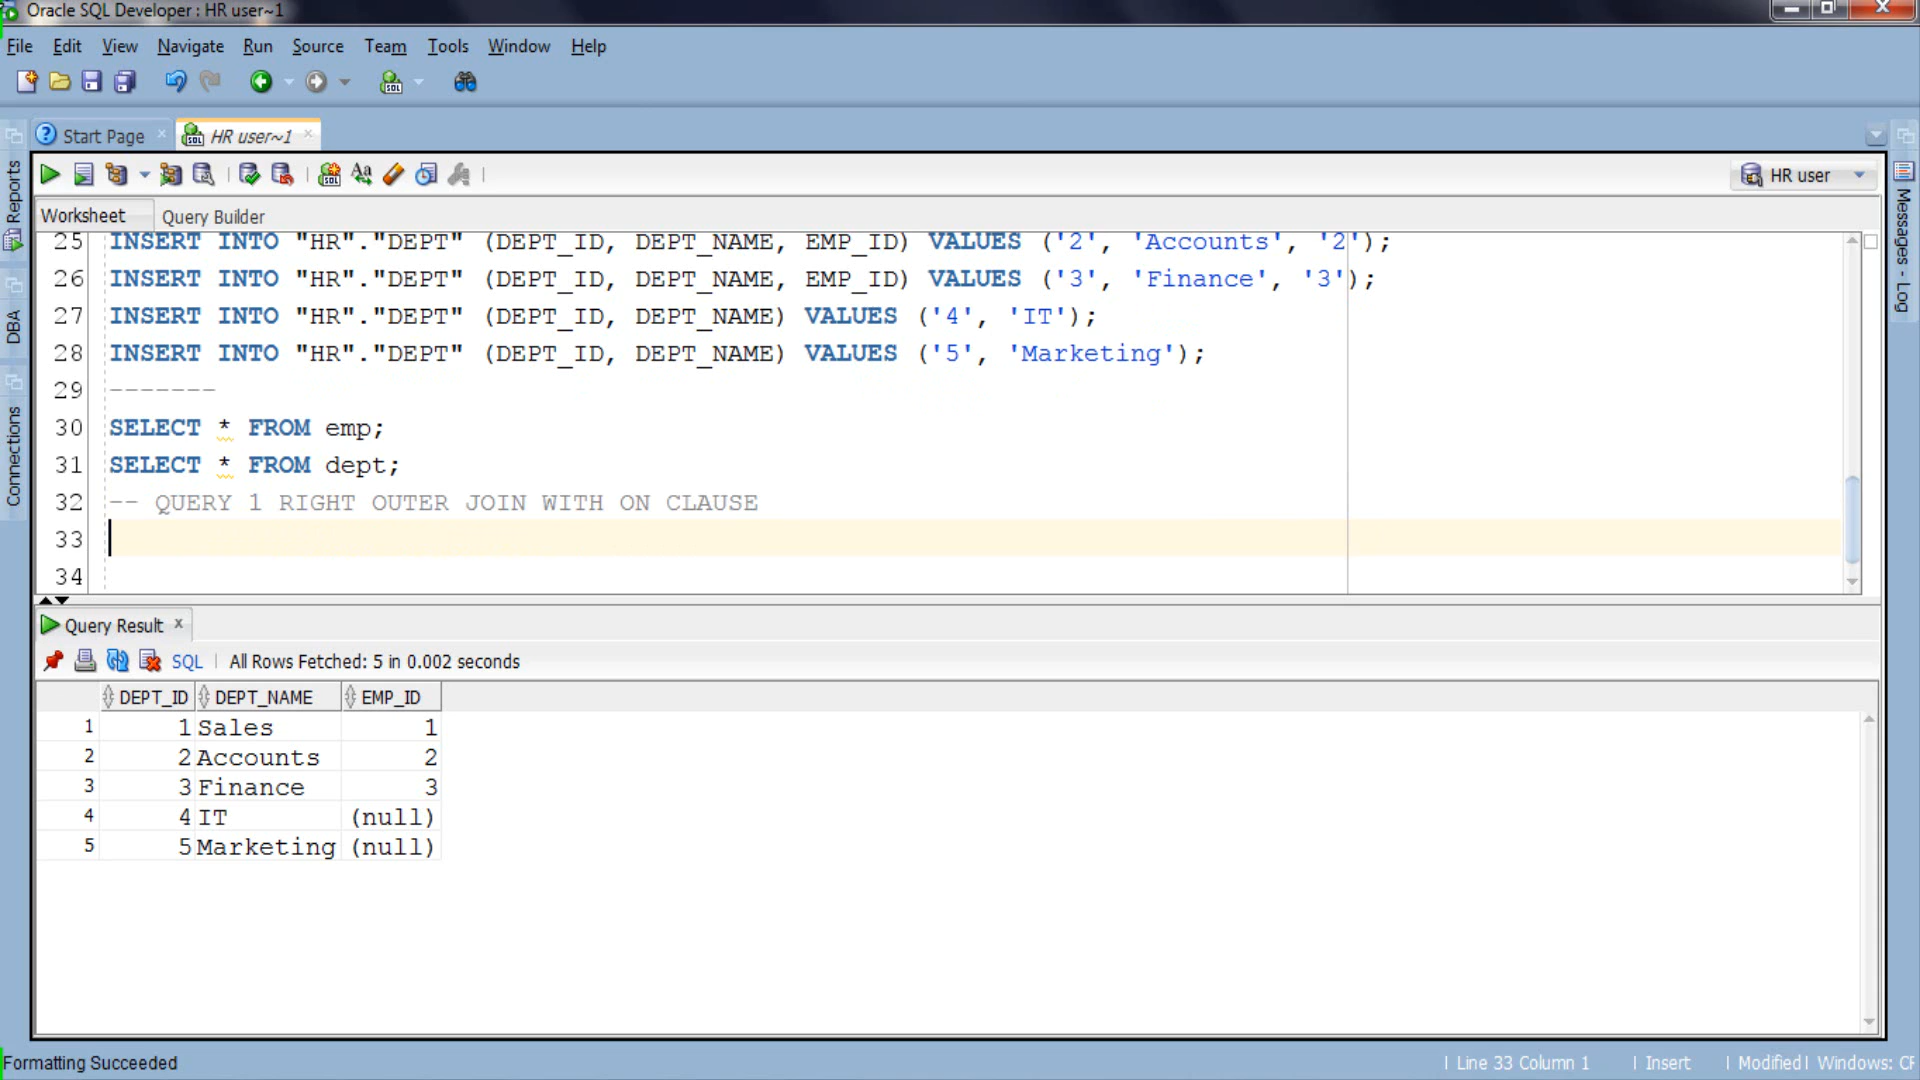 Oracle SQL Developer : HR user~1
File Edit View Navigate Run Source Team Tools Window Help
Start Page HR user~1
HR user
Worksheet Query Builder
25 INSERT INTO "HR"."DEPT" (DEPT_ID, DEPT_NAME, EMP_ID) VALUES ('2', 'Accounts', '2');
26 INSERT INTO "HR"."DEPT" (DEPT_ID, DEPT_NAME, EMP_ID) VALUES ('3', 'Finance', '3');
27 INSERT INTO "HR"."DEPT" (DEPT_ID, DEPT_NAME) VALUES ('4', 'IT');
28 INSERT INTO "HR"."DEPT" (DEPT_ID, DEPT_NAME) VALUES ('5', 'Marketing');
29 -------
30 SELECT * FROM emp;
31 SELECT * FROM dept;
32 -- QUERY 1 RIGHT OUTER JOIN WITH ON CLAUSE
33
34
Query Result
SQL | All Rows Fetched: 5 in 0.002 seconds
DEPT_ID DEPT_NAME EMP_ID
1 1 Sales 1
2 2 Accounts 2
3 3 Finance 3
4 4 IT (null)
5 5 Marketing (null)
Formatting Succeeded
Line 33 Column 1 | Insert | Modified | Windows: CR
Reports
DBA
Connections
Messages - Log